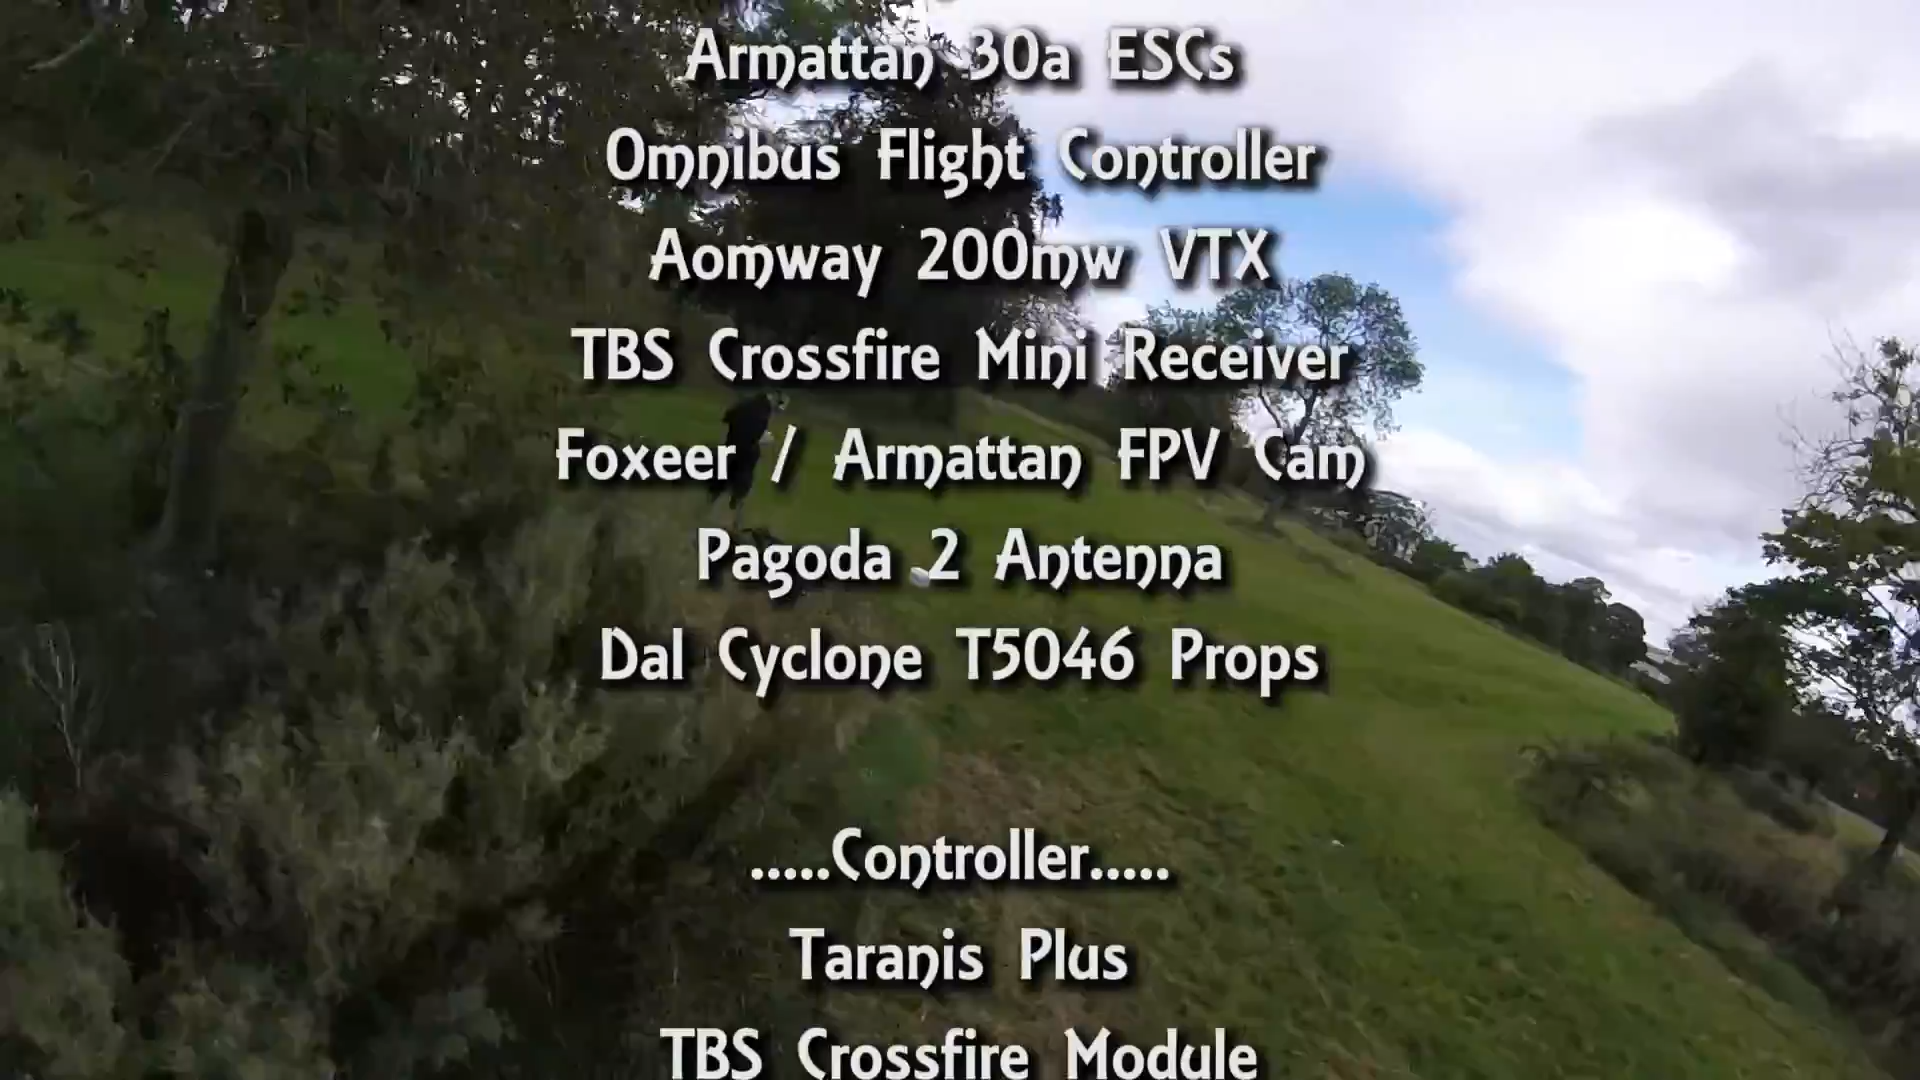 Armattan 30a ESCs
Omnibus Flight Controller
Aomway 200mw VTX
TBS Crossfire Mini Receiver
Foxeer / Armattan FPV Cam
Pagoda 2 Antenna
Dal Cyclone T5046 Props
.....Controller.....
Taranis Plus
TBS Crossfire Module